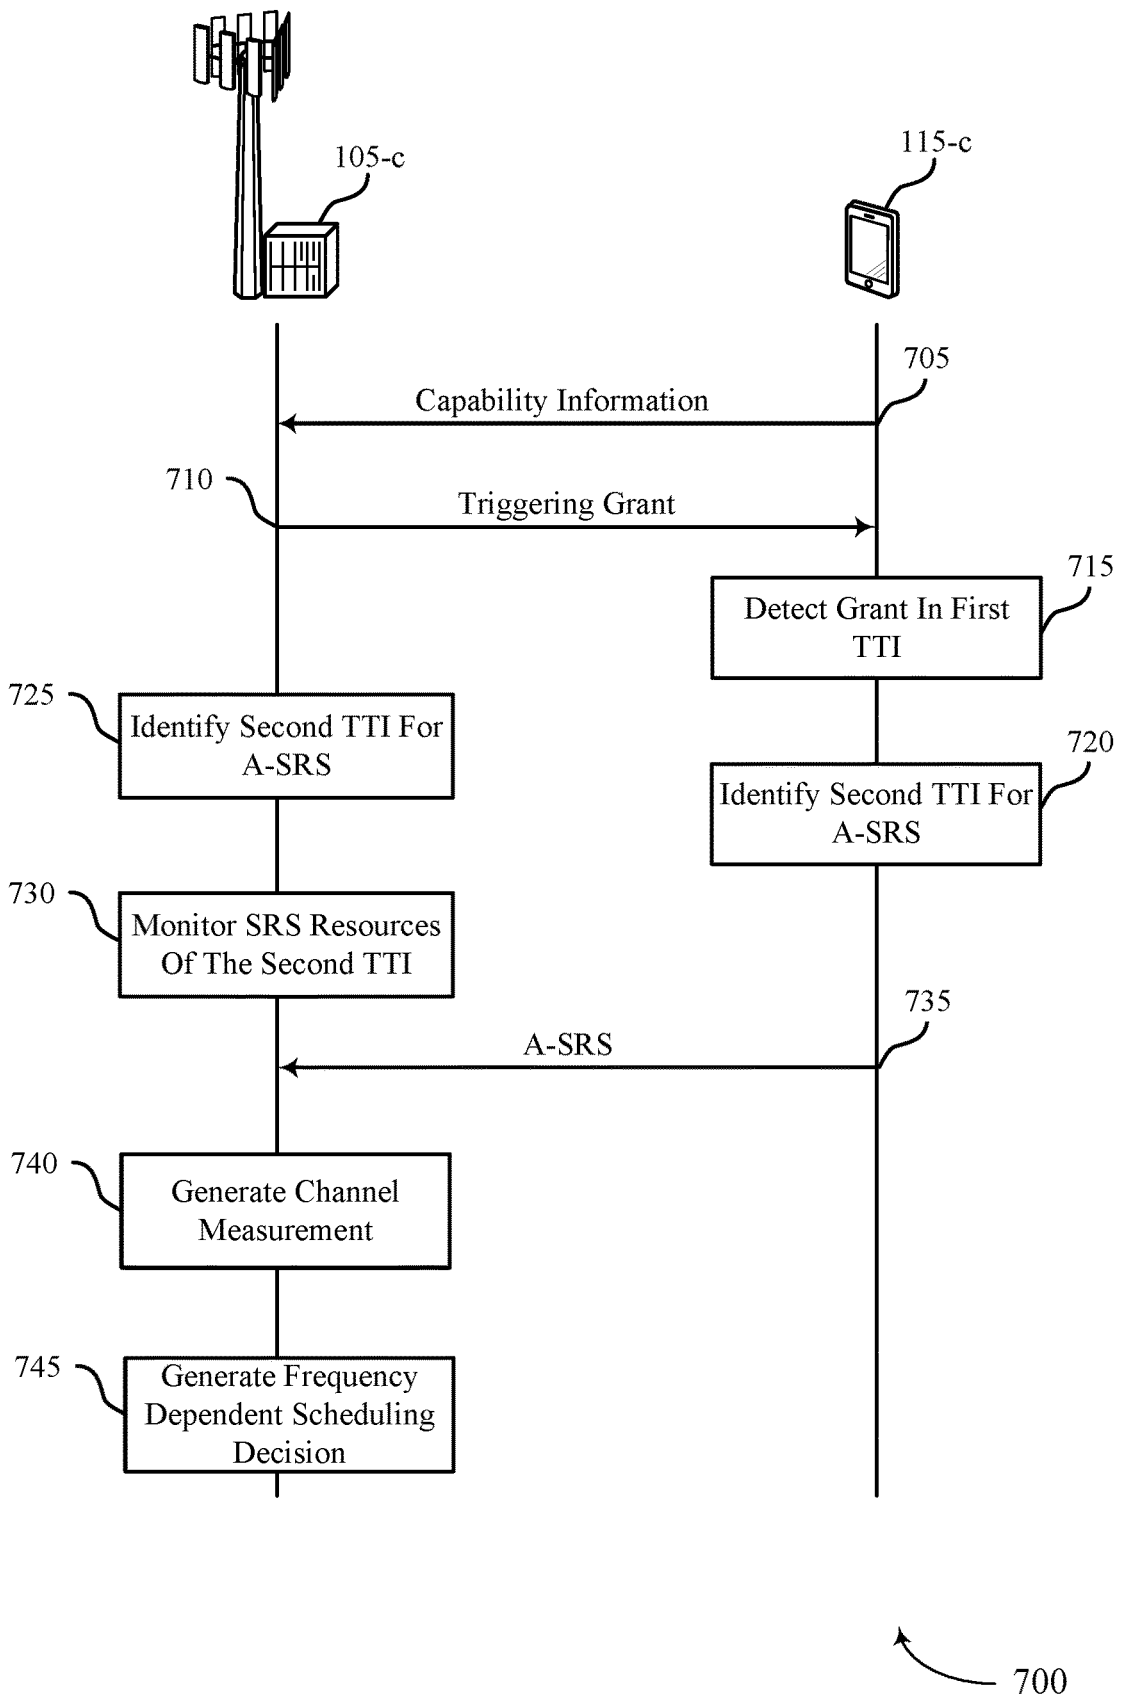 105-c
115-c
705
Capability Information
710
Triggering Grant
715
Detect Grant In First
TTI
725
Identify Second TTI For
A-SRS
720
Identify Second TTI For
A-SRS
730
Monitor SRS Resources
Of The Second TTI
735
A-SRS
740
Generate Channel
Measurement
745
Generate Frequency
Dependent Scheduling
Decision
700